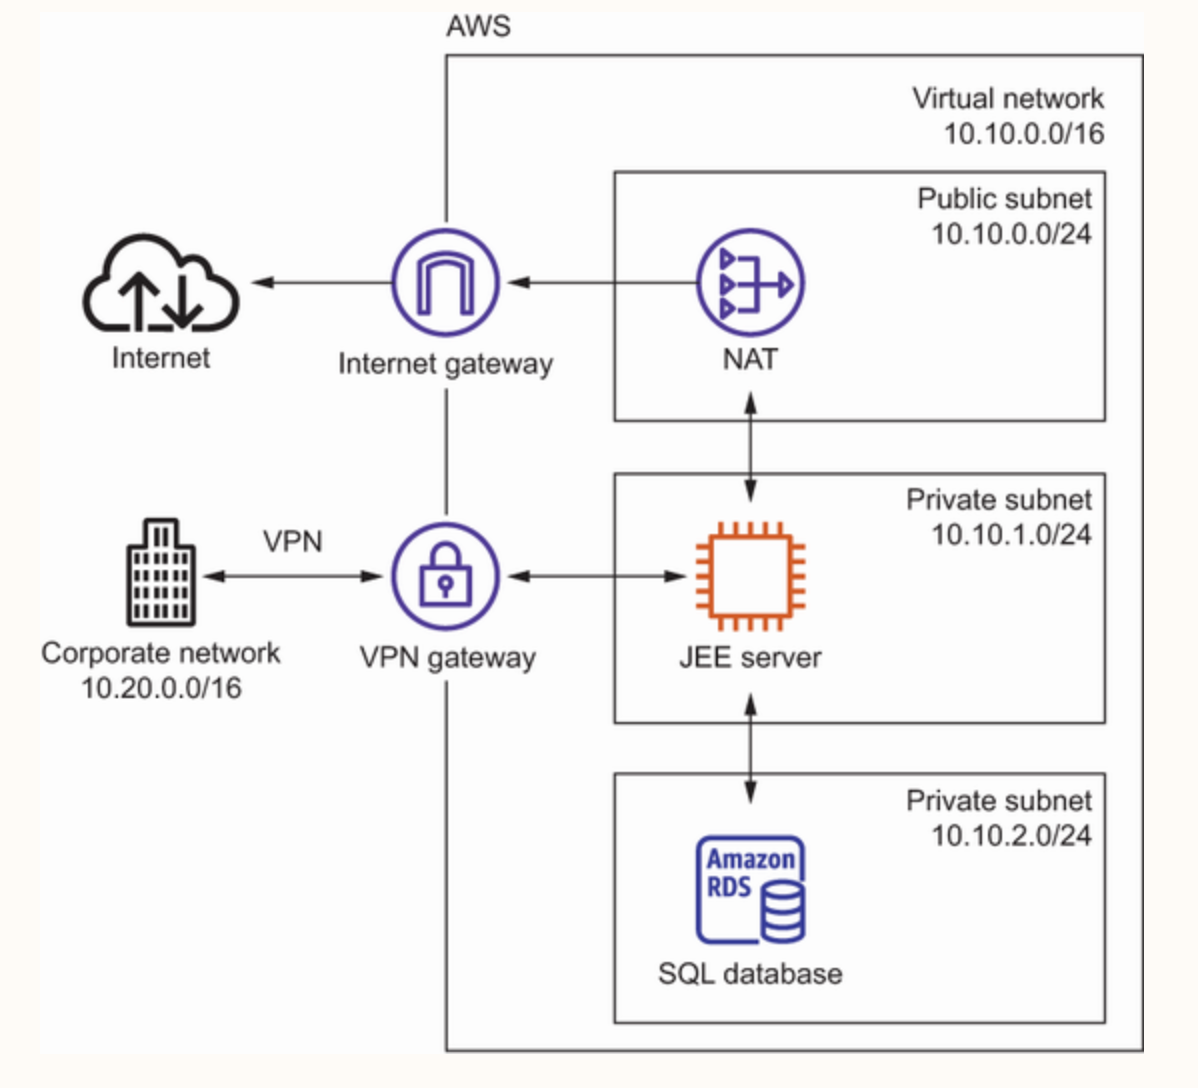 AWS
Virtual network
10.10.0.0/16
Public subnet
10.10.0.0/24
Internet
Internet gateway
NAT
Private subnet
10.10.1.0/24
VPN
Corporate network
10.20.0.0/16
VPN gateway
JEE server
Private subnet
10.10.2.0/24
Amazon
RDS
SQL database